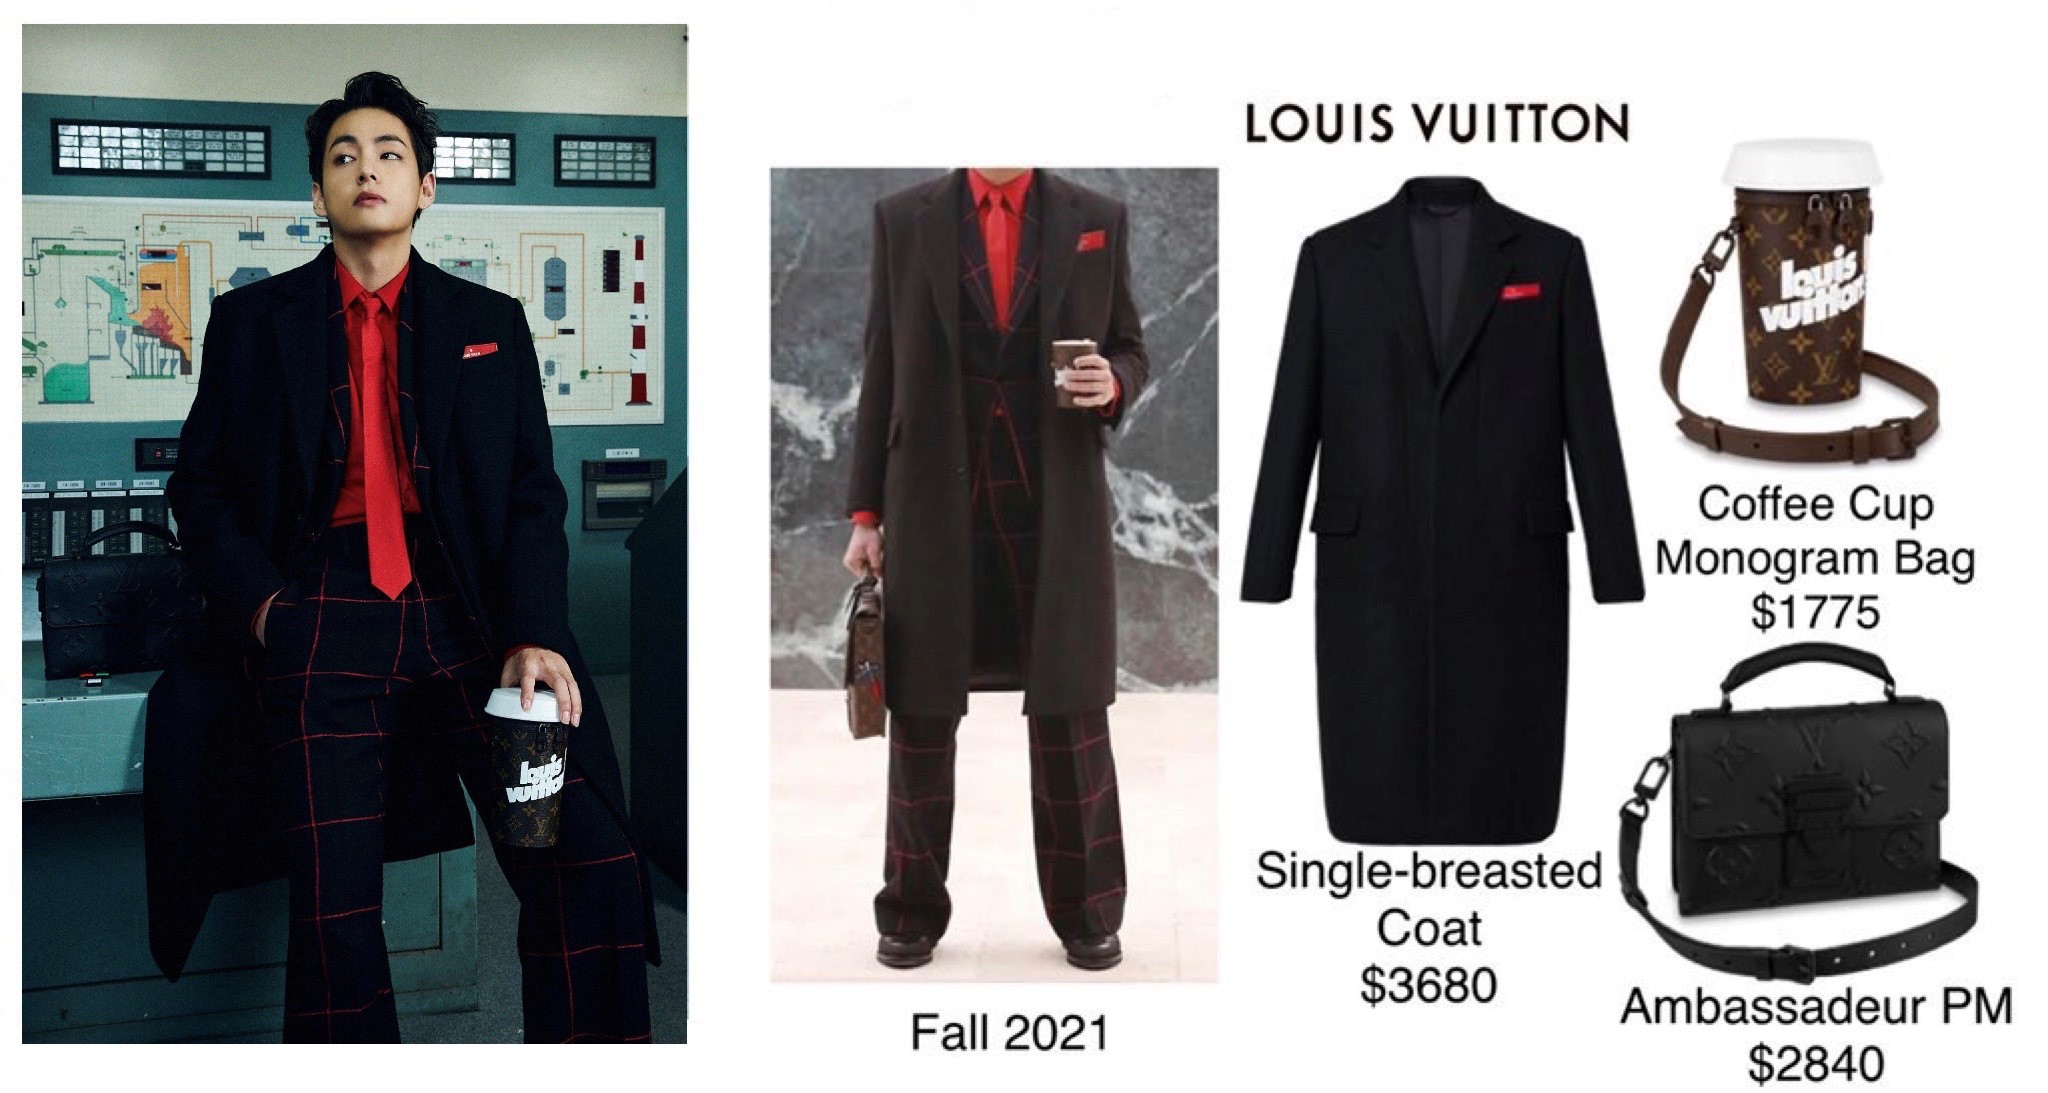 louis
vuitton
Fall 2021
LOUIS VUITTON
Single-breasted
Coat
$3680
louis
vuitton
Coffee Cup
Monogram Bag
$1775
Ambassadeur PM
$2840